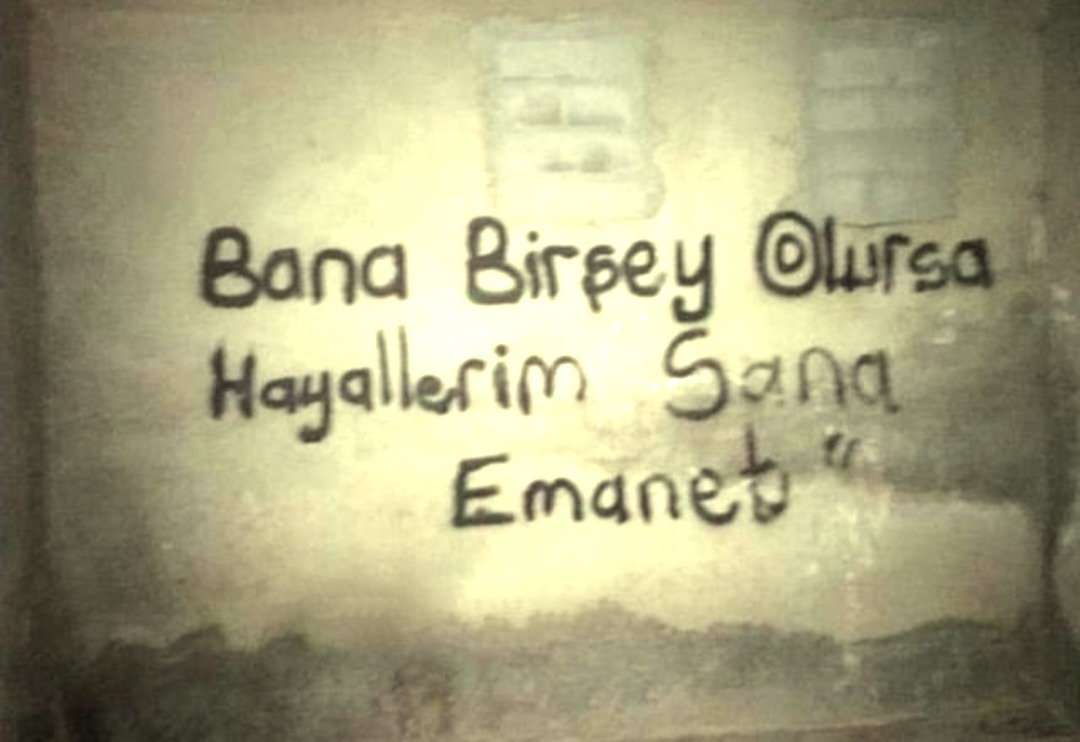 Bana Birşey Olursa
Hayallerim Sana
Emanet "